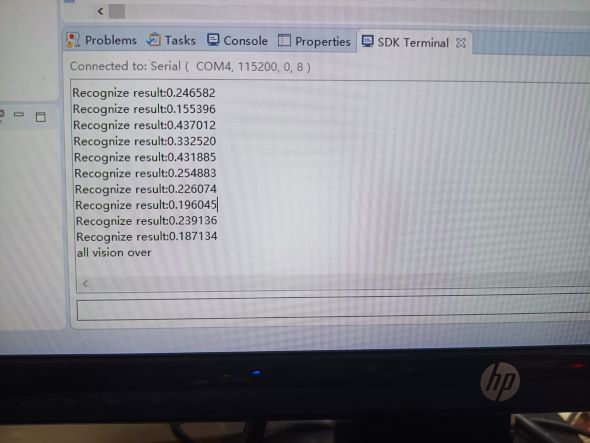 Problems Tasks Console Properties SDK Terminal
Connected to: Serial ( COM4, 115200, 0, 8 )
Recognize result:0.246582
Recognize result:0.155396
Recognize result:0.437012
Recognize result:0.332520
Recognize result:0.431885
Recognize result:0.254883
Recognize result:0.226074
Recognize result:0.196045
Recognize result:0.239136
Recognize result:0.187134
all vision over
hp